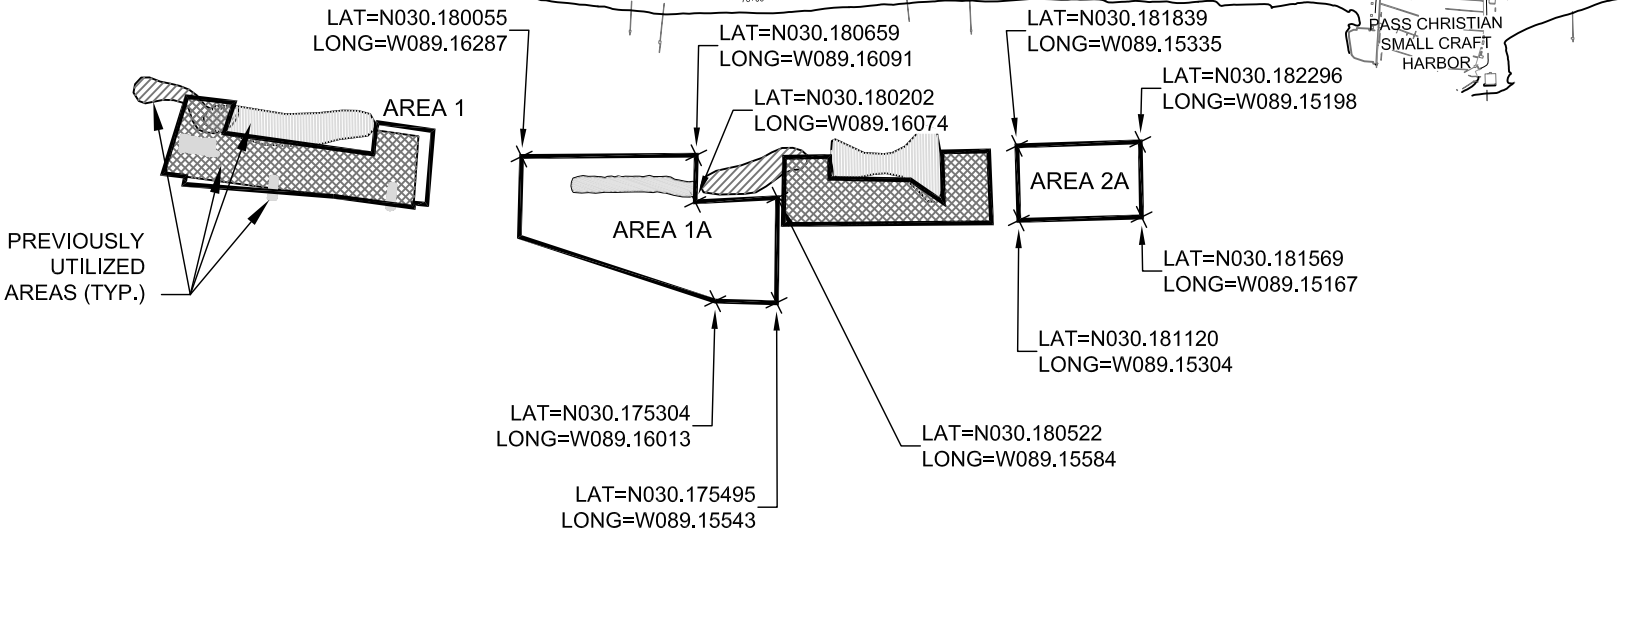 LAT=N030.180055
LONG=W089.16287
LAT=N030.180659
LONG=W089.16091
LAT=N030.180202
LONG=W089.16074
LAT=N030.181839
LONG=W089.15335
PASS CHRISTIAN
SMALL CRAFT
HARBOR
LAT=N030.182296
LONG=W089.15198
AREA 1
AREA 1A
AREA 2A
PREVIOUSLY
UTILIZED
AREAS (TYP.)
LAT=N030.181569
LONG=W089.15167
LAT=N030.181120
LONG=W089.15304
LAT=N030.175304
LONG=W089.16013
LAT=N030.180522
LONG=W089.15584
LAT=N030.175495
LONG=W089.15543